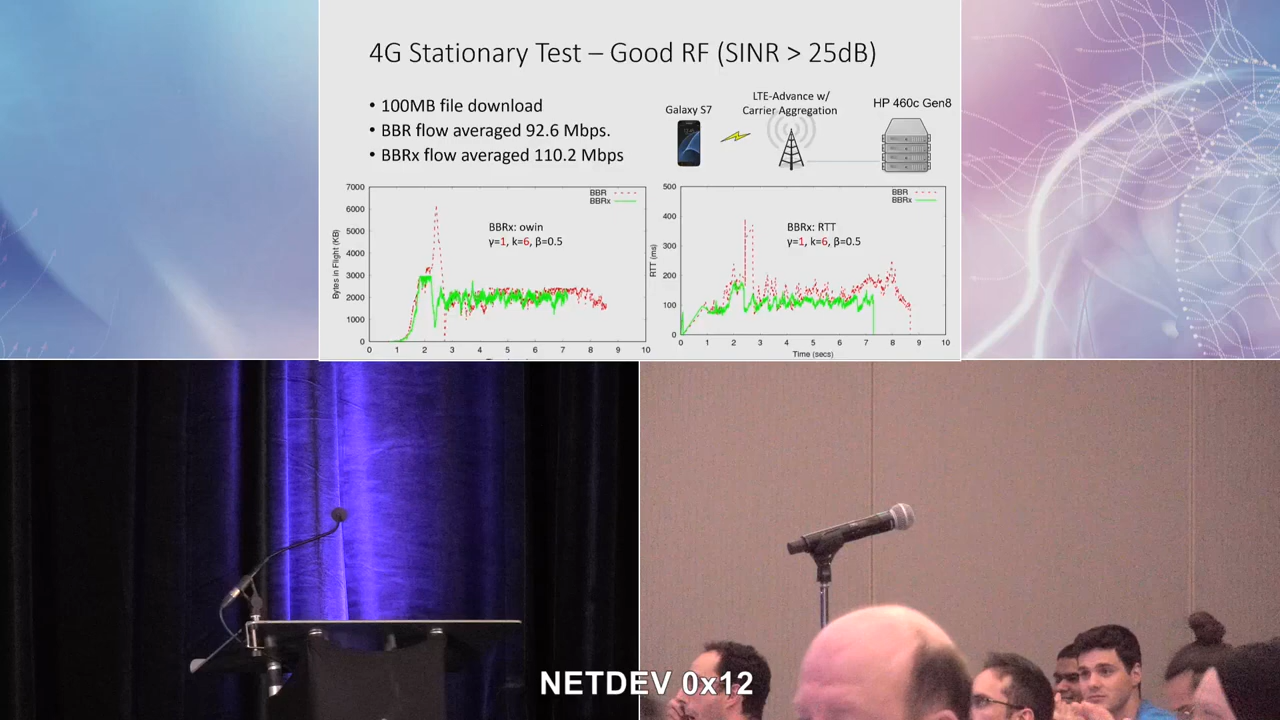 4G Stationary Test – Good RF (SINR > 25dB)
• 100MB file download
• BBR flow averaged 92.6 Mbps.
• BBRx flow averaged 110.2 Mbps
Galaxy S7
LTE-Advance w/
Carrier Aggregation
HP 460c Gen8
7000
6000
5000
4000
3000
2000
1000
0
Bytes in Flight (KB)
BBR
BBRx
BBRx: owin
γ=1, k=6, β=0.5
0 1 2 3 4 5 6 7 8 9 10
500
400
300
200
100
0
RTT (ms)
BBR
BBRx
BBRx: RTT
γ=1, k=6, β=0.5
0 1 2 3 4 5 6 7 8 9 10
Time (secs)
NETDEV 0x12